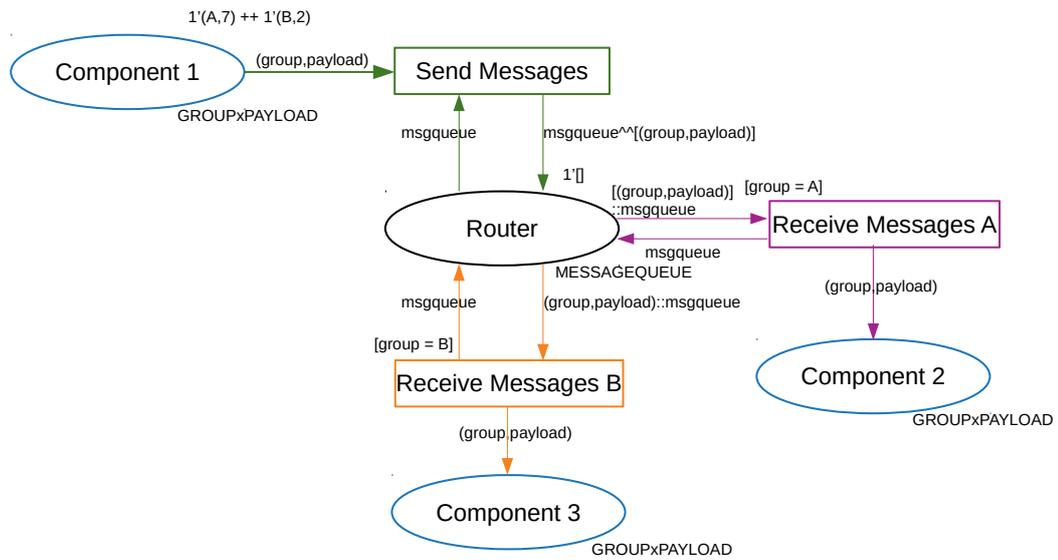 1'(A,7) ++ 1'(B,2)
Component 1
(group,payload)
Send Messages
GROUPxPAYLOAD
msgqueue
msgqueue^^[(group,payload)]
1'[]
[(group,payload)]
::msgqueue
[group = A]
Receive Messages A
Router
msgqueue
MESSAGEQUEUE
(group,payload)
msgqueue
(group,payload)::msgqueue
[group = B]
Receive Messages B
Component 2
GROUPxPAYLOAD
(group,payload)
Component 3
GROUPxPAYLOAD